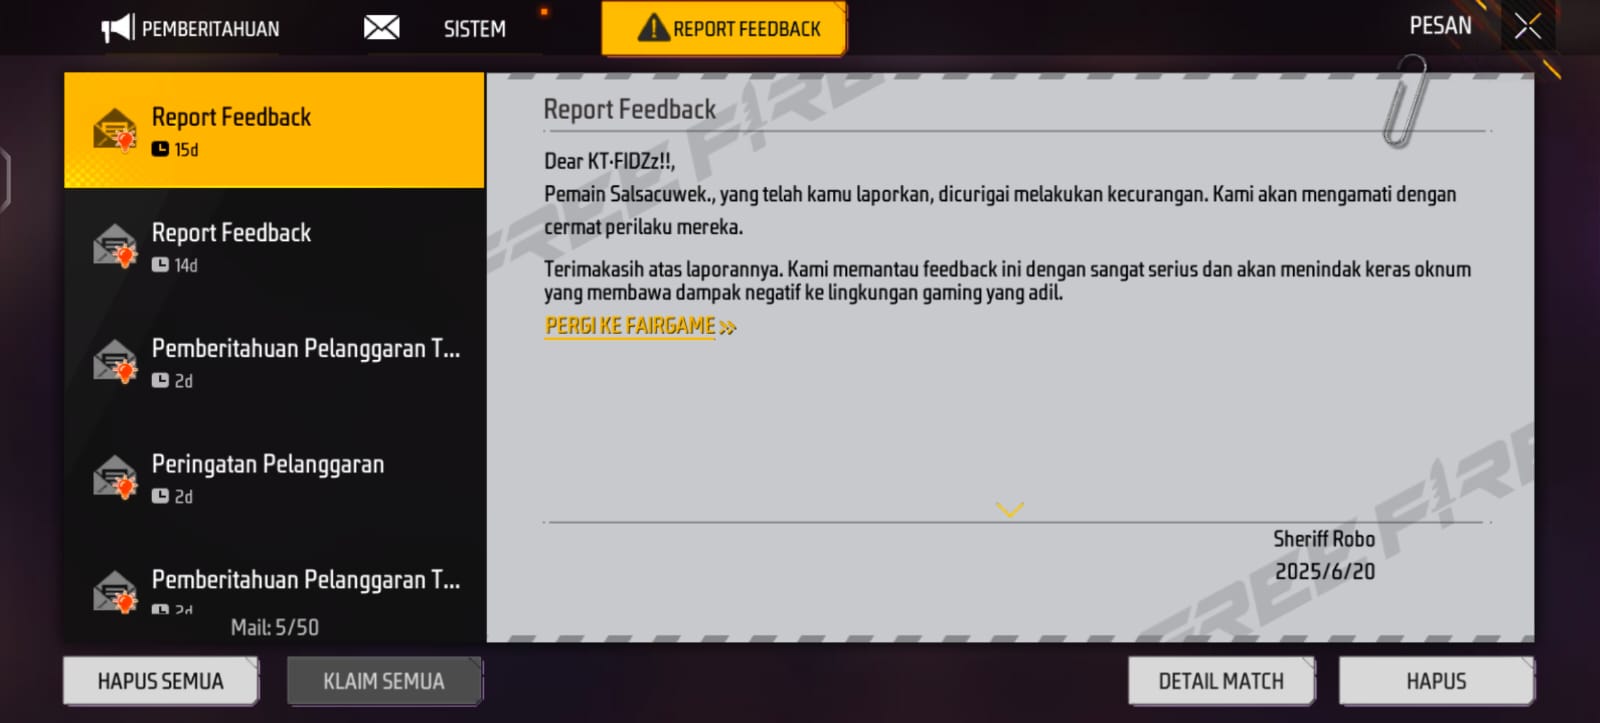 PEMBERITAHUAN
SISTEM
REPORT FEEDBACK
PESAN
Report Feedback
15d
Report Feedback
14d
Pemberitahuan Pelanggaran T...
2d
Peringatan Pelanggaran
2d
Pemberitahuan Pelanggaran T...
2d
Mail: 5/50
HAPUS SEMUA
KLAIM SEMUA
Report Feedback
Dear KT·FIDZz!!,
Pemain Salsacuwek., yang telah kamu laporkan, dicurigai melakukan kecurangan. Kami akan mengamati dengan
cermat perilaku mereka.
Terimakasih atas laporannya. Kami memantau feedback ini dengan sangat serius dan akan menindak keras oknum
yang membawa dampak negatif ke lingkungan gaming yang adil.
PERGI KE FAIRGAME >>
Sheriff Robo
2025/6/20
FREE FIRE
FREE FIRE
DETAIL MATCH
HAPUS